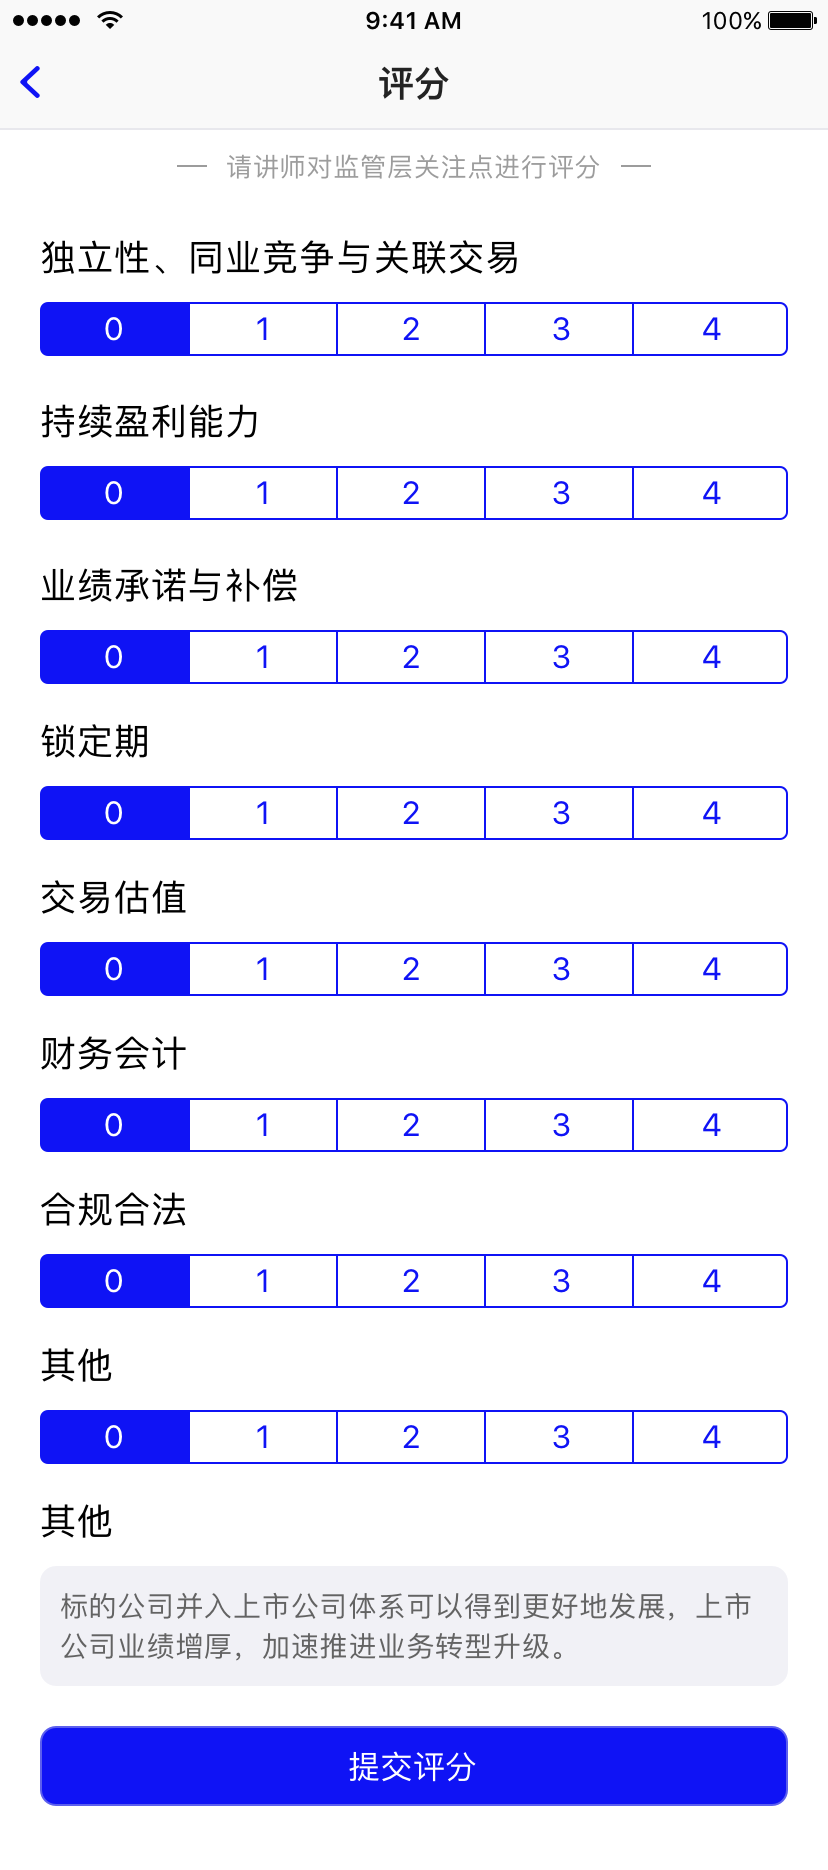 9:41 AM 100%
评分
请讲师对监管层关注点进行评分
独立性、同业竞争与关联交易
0 1 2 3 4
持续盈利能力
0 1 2 3 4
业绩承诺与补偿
0 1 2 3 4
锁定期
0 1 2 3 4
交易估值
0 1 2 3 4
财务会计
0 1 2 3 4
合规合法
0 1 2 3 4
其他
0 1 2 3 4
其他
标的公司并入上市公司体系可以得到更好地发展，上市
公司业绩增厚，加速推进业务转型升级。
提交评分